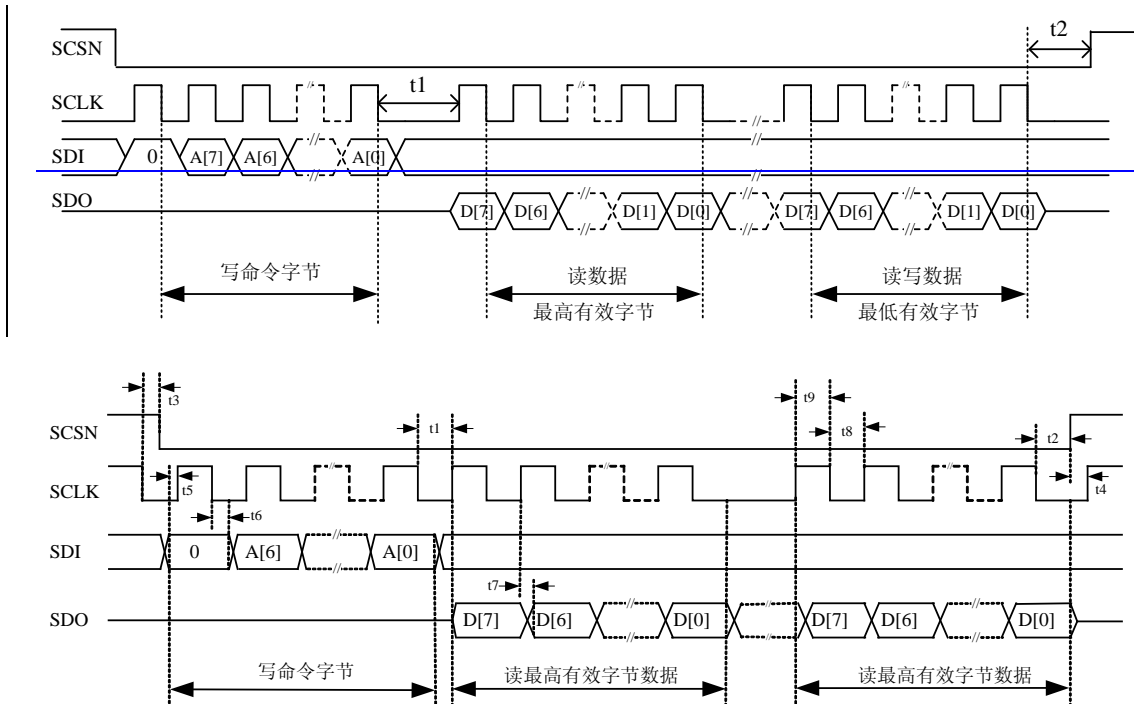 SCSN
t2
SCLK
t1
SDI
0 A[7] A[6] A[0]
SDO
D[7] D[6] D[1] D[0] D[7] D[6] D[1] D[0]
写命令字节 读数据 读写数据
最高有效字节 最低有效字节
t3
t9
SCSN
t1
t8
t2
SCLK
t5
t4
t6
SDI
0 A[6] A[0]
t7
SDO
D[7] D[6] D[0] D[7] D[6] D[0]
写命令字节 读最高有效字节数据 读最高有效字节数据